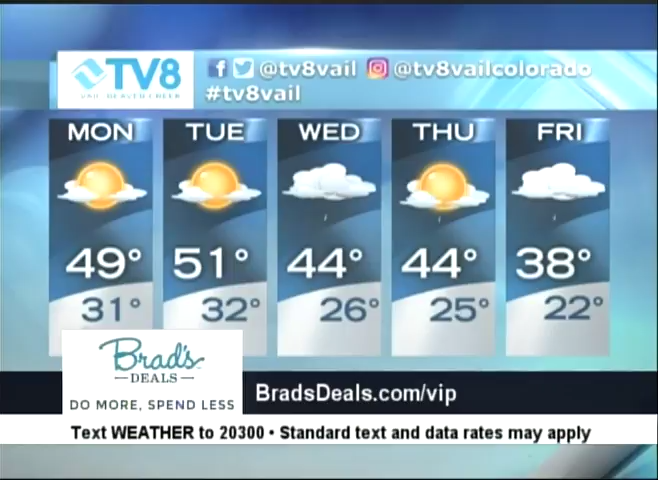 TV8
VAIL BEAVER CREEK
@tv8vail @tv8vailcolorado
#tv8vail
MON TUE WED THU FRI
49° 51° 44° 44° 38°
31° 32° 26° 25° 22°
Brad's
DEALS
DO MORE, SPEND LESS
BradsDeals.com/vip
Text WEATHER to 20300 • Standard text and data rates may apply